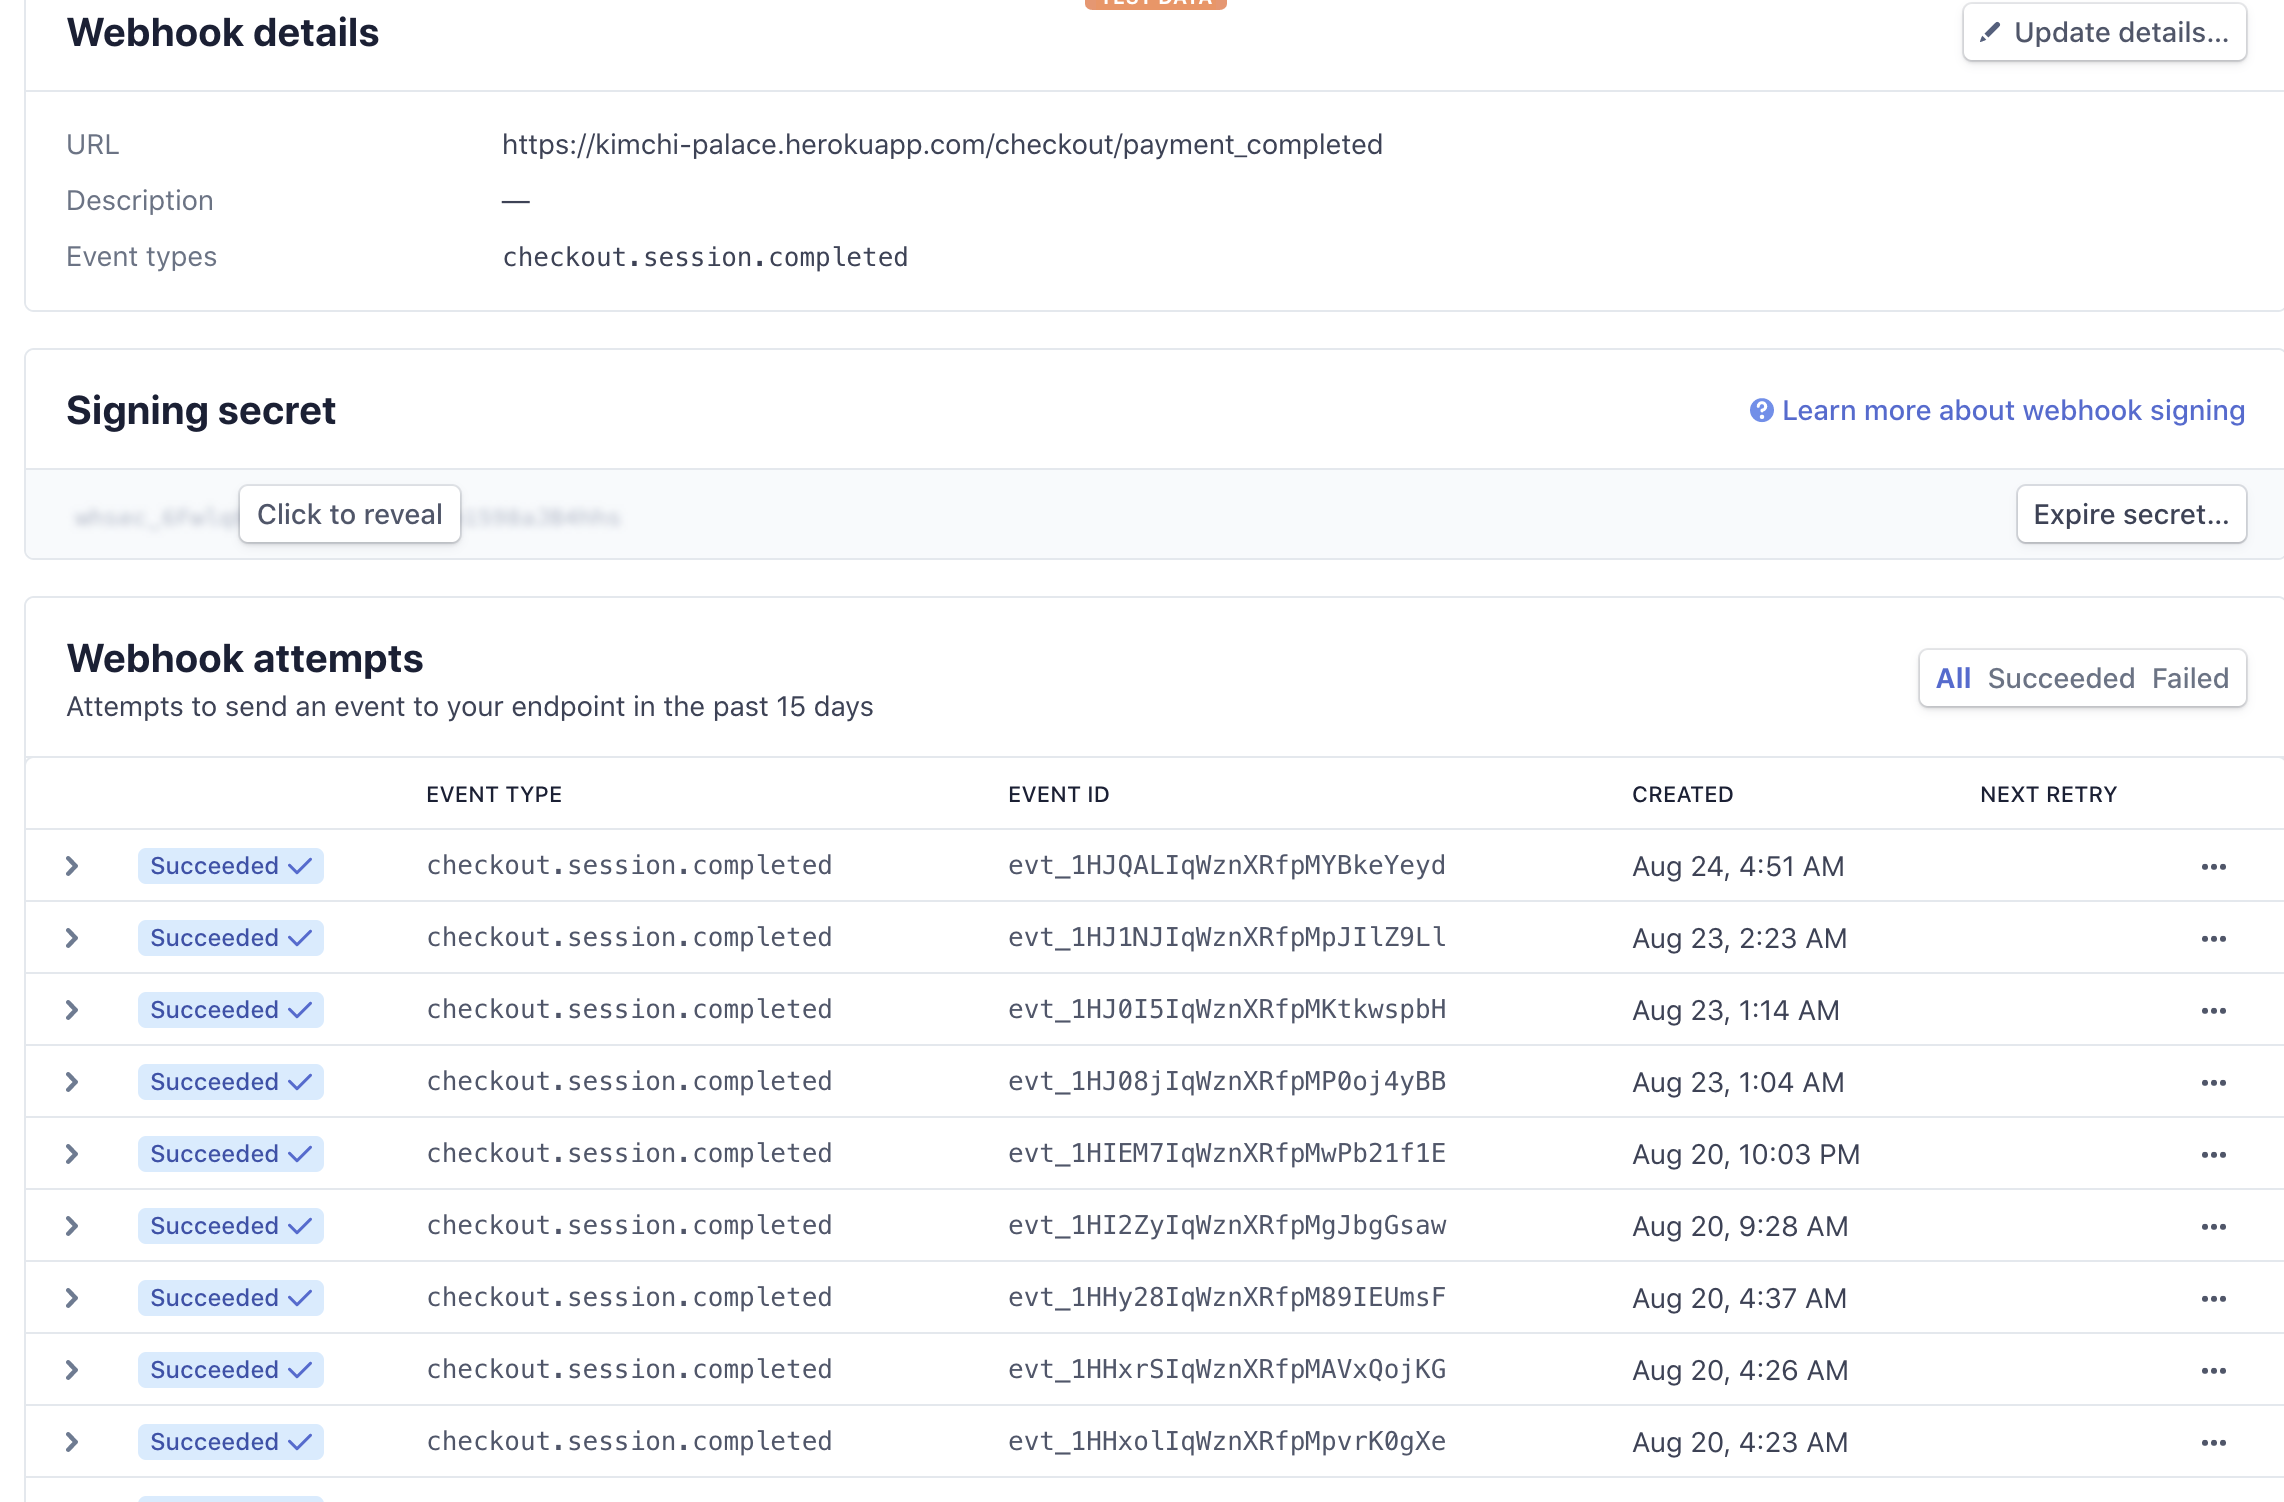 TEST DATA
Webhook details
Update details...
URL https://kimchi-palace.herokuapp.com/checkout/payment_completed
Description —
Event types checkout.session.completed
Signing secret
Learn more about webhook signing
Click to reveal
Expire secret...
Webhook attempts
All Succeeded Failed
Attempts to send an event to your endpoint in the past 15 days
EVENT TYPE EVENT ID CREATED NEXT RETRY
Succeeded checkout.session.completed evt_1HJQALIqWznXRfpMYBkeYeyd Aug 24, 4:51 AM
Succeeded checkout.session.completed evt_1HJ1NJIqWznXRfpMpJIlZ9Ll Aug 23, 2:23 AM
Succeeded checkout.session.completed evt_1HJ0I5IqWznXRfpMKtkwspbH Aug 23, 1:14 AM
Succeeded checkout.session.completed evt_1HJ08jIqWznXRfpMP0oj4yBB Aug 23, 1:04 AM
Succeeded checkout.session.completed evt_1HIEM7IqWznXRfpMwPb21f1E Aug 20, 10:03 PM
Succeeded checkout.session.completed evt_1HI2ZyIqWznXRfpMgJbgGsaw Aug 20, 9:28 AM
Succeeded checkout.session.completed evt_1HHy28IqWznXRfpM89IEUmsF Aug 20, 4:37 AM
Succeeded checkout.session.completed evt_1HHxrSIqWznXRfpMAVxQojKG Aug 20, 4:26 AM
Succeeded checkout.session.completed evt_1HHxolIqWznXRfpMpvrK0gXe Aug 20, 4:23 AM